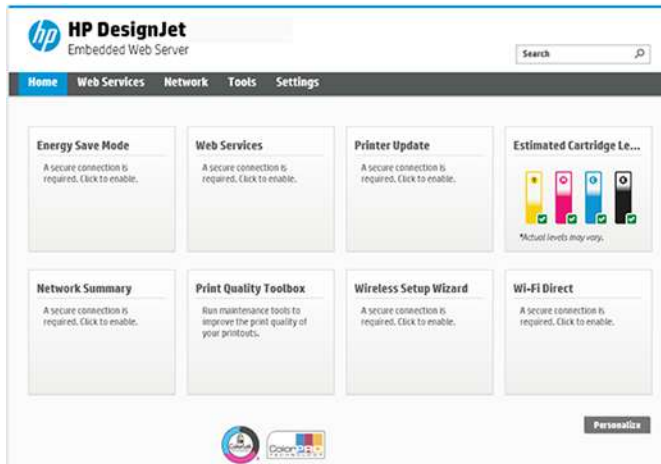 hp HP DesignJet
Embedded Web Server
Search
Home Web Services Network Tools Settings
Energy Save Mode
A secure connection is
required. Click to enable.
Web Services
A secure connection is
required. Click to enable.
Printer Update
A secure connection is
required. Click to enable.
Estimated Cartridge Le...
*Actual levels may vary.
Network Summary
A secure connection is
required. Click to enable.
Print Quality Toolbox
Run maintenance tools to
improve the print quality of
your printouts.
Wireless Setup Wizard
A secure connection is
required. Click to enable.
Wi-Fi Direct
A secure connection is
required. Click to enable.
Personalize
ColorPRO
TECHNOLOGY